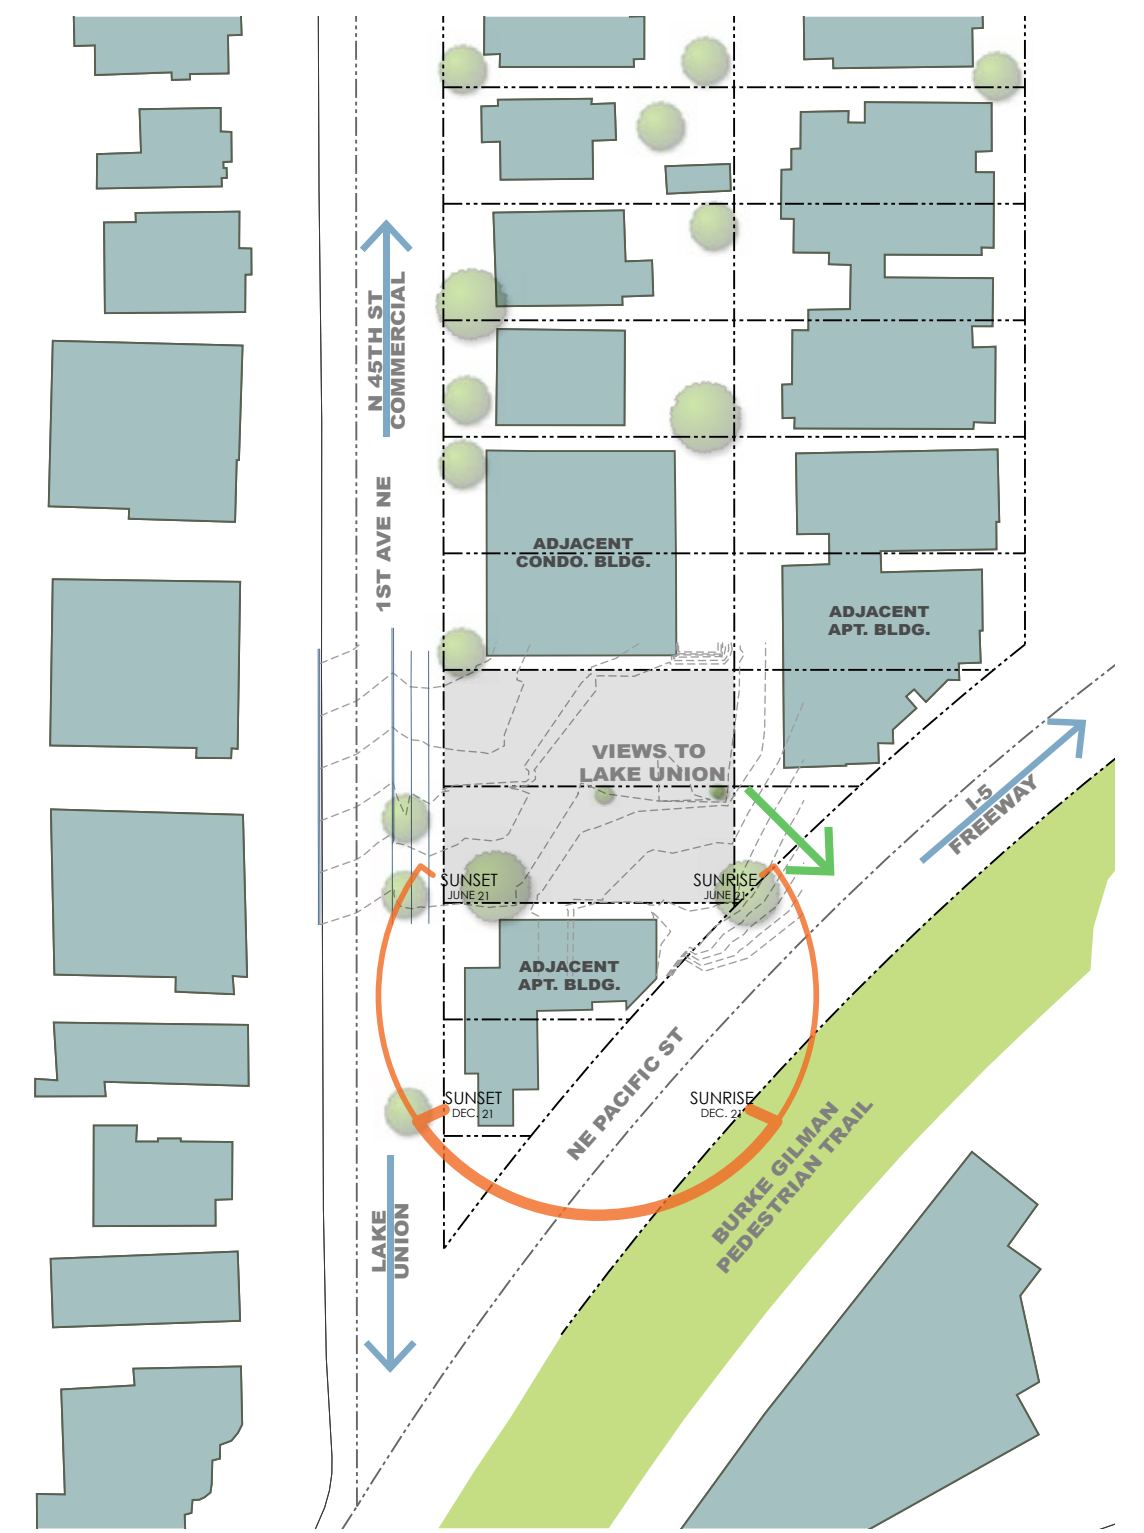 N 45TH ST
COMMERCIAL
1ST AVE NE
ADJACENT
CONDO. BLDG.
ADJACENT
APT. BLDG.
VIEWS TO
LAKE UNION
I-5
FREEWAY
SUNSET
JUNE 21
SUNRISE
JUNE 21
ADJACENT
APT. BLDG.
SUNSET
DEC. 21
SUNRISE
DEC. 21
NE PACIFIC ST
BURKE GILMAN
PEDESTRIAN TRAIL
LAKE
UNION